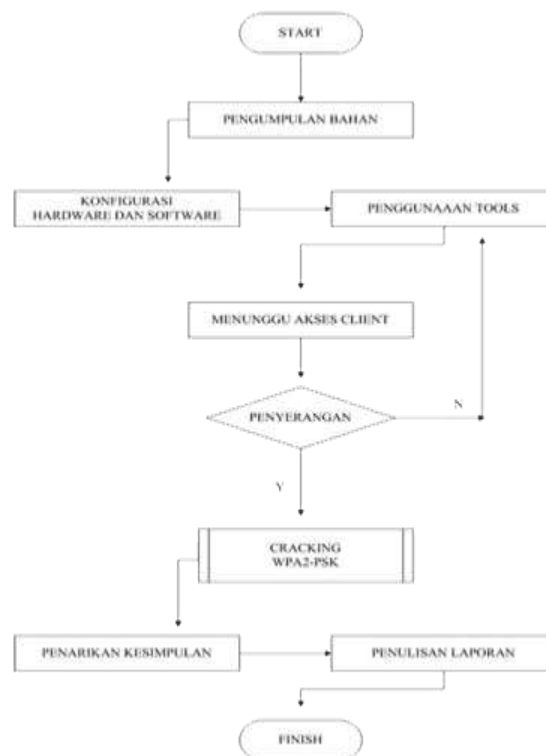 START
PENGUMPULAN BAHAN
KONFIGURASI
HARDWARE DAN SOFTWARE
PENGGUNAAAN TOOLS
MENUNGGU AKSES CLIENT
PENYERANGAN
N
Y
CRACKING
WPA2-PSK
PENARIKAN KESIMPULAN
PENULISAN LAPORAN
FINISH